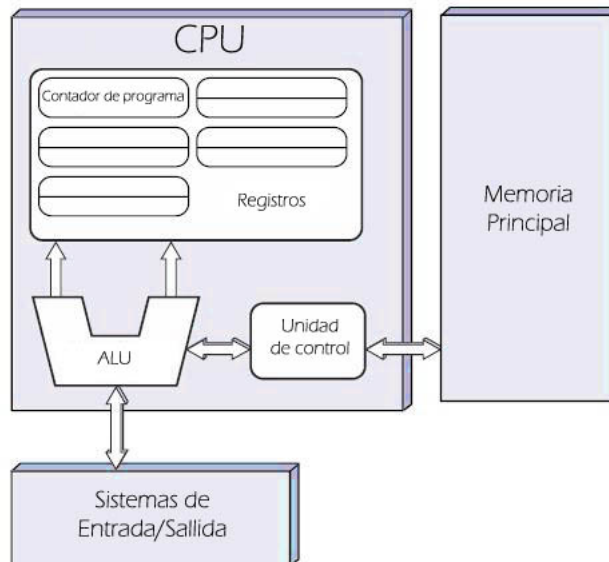 CPU
Contador de programa
Registros
ALU
Unidad
de control
Memoria
Principal
Sistemas de
Entrada/Sallida